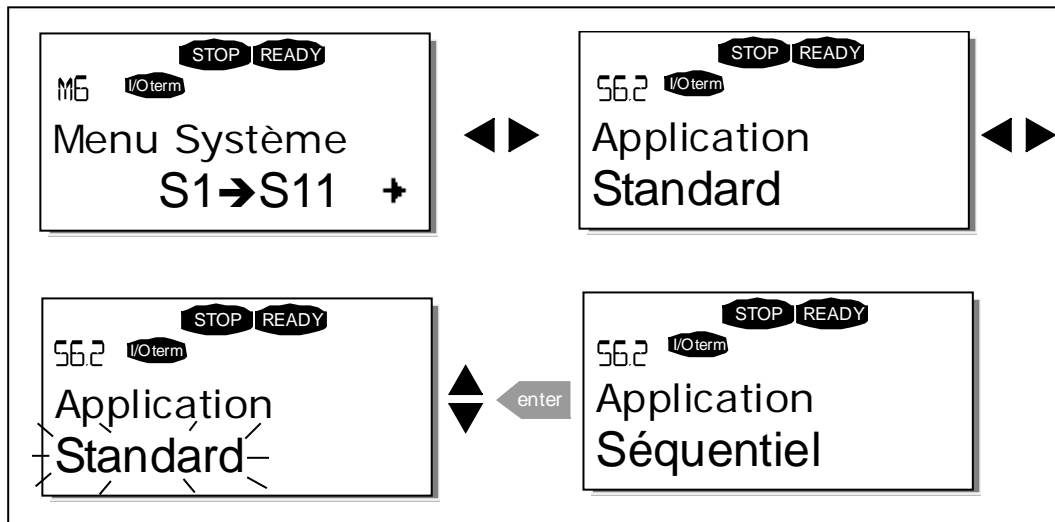 STOP READY
M6 I/Oterm
Menu Système
S1➔S11
STOP READY
S6.2 I/Oterm
Application
Standard
STOP READY
S6.2 I/Oterm
Application
Standard
enter
STOP READY
S6.2 I/Oterm
Application
Séquentiel